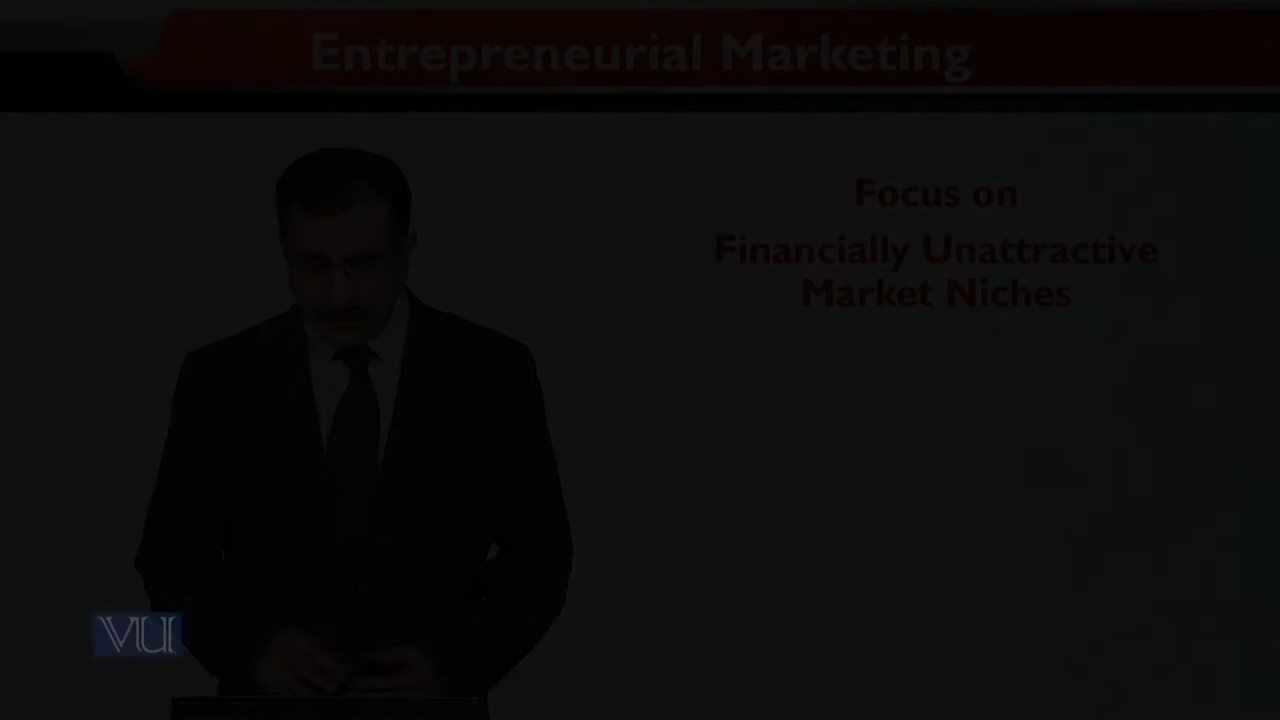 Entrepreneurial Marketing
Focus on
Financially Unattractive
Market Niches
VU